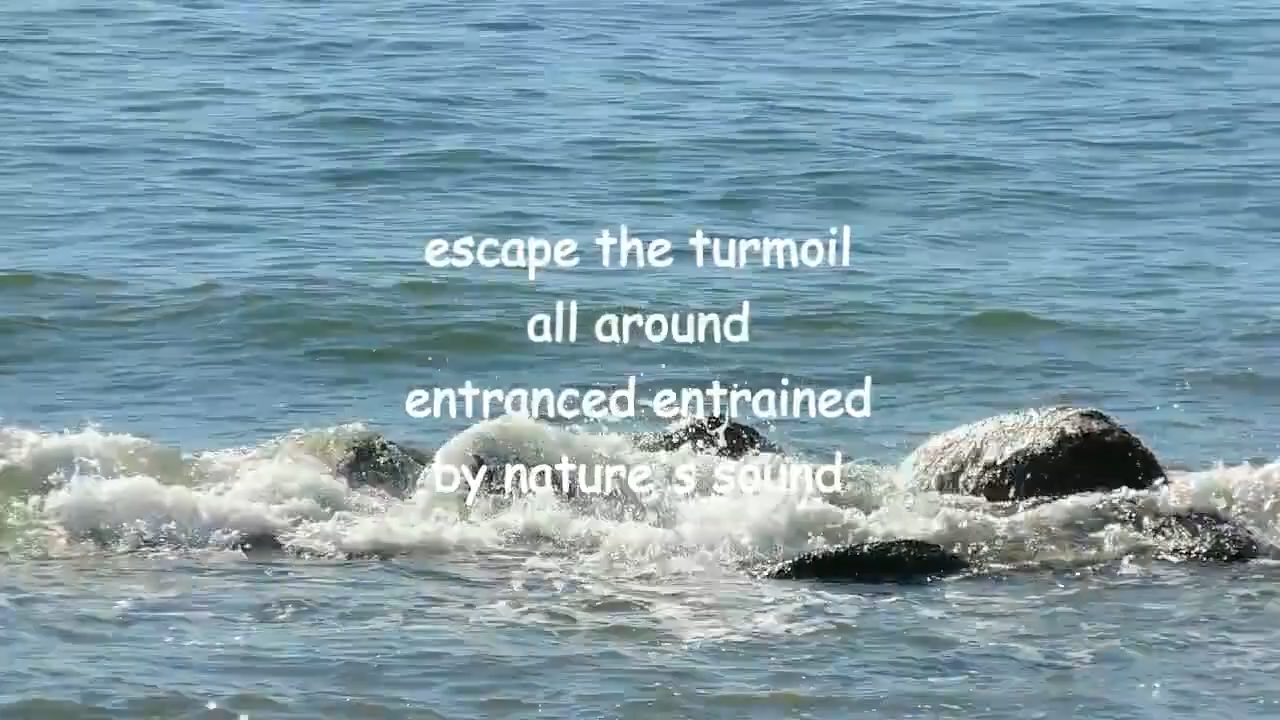 escape the turmoil
all around
entranced-entrained
by nature's sound